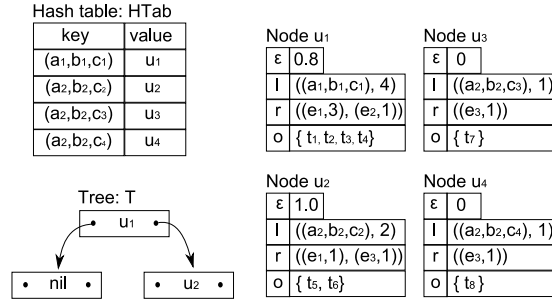 Hash table: HTab
key value
(a₁,b₁,c₁) u₁
(a₂,b₂,c₂) u₂
(a₂,b₂,c₃) u₃
(a₂,b₂,c₄) u₄
Tree: T
u₁
nil
u₂
Node u₁
ε 0.8
l ((a₁,b₁,c₁), 4)
r ((e₁,3), (e₂,1))
o { t₁, t₂, t₃, t₄}
Node u₃
ε 0
l ((a₂,b₂,c₃), 1)
r ((e₃,1))
o { t₇}
Node u₂
ε 1.0
l ((a₂,b₂,c₂), 2)
r ((e₁,1), (e₃,1))
o { t₅, t₆}
Node u₄
ε 0
l ((a₂,b₂,c₄), 1)
r ((e₃,1))
o { t₈}